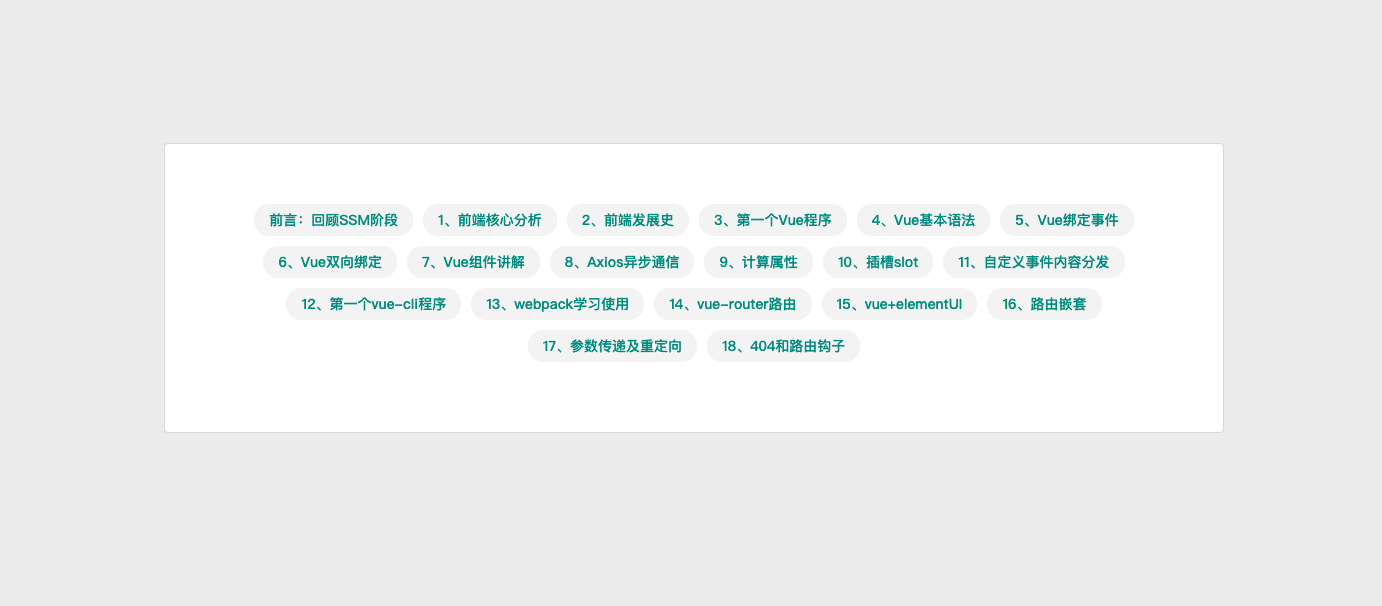 前言：回顾SSM阶段 1、前端核心分析 2、前端发展史 3、第一个Vue程序 4、Vue基本语法 5、Vue绑定事件
6、Vue双向绑定 7、Vue组件讲解 8、Axios异步通信 9、计算属性 10、插槽slot 11、自定义事件内容分发
12、第一个vue-cli程序 13、webpack学习使用 14、vue-router路由 15、vue+elementUI 16、路由嵌套
17、参数传递及重定向 18、404和路由钩子